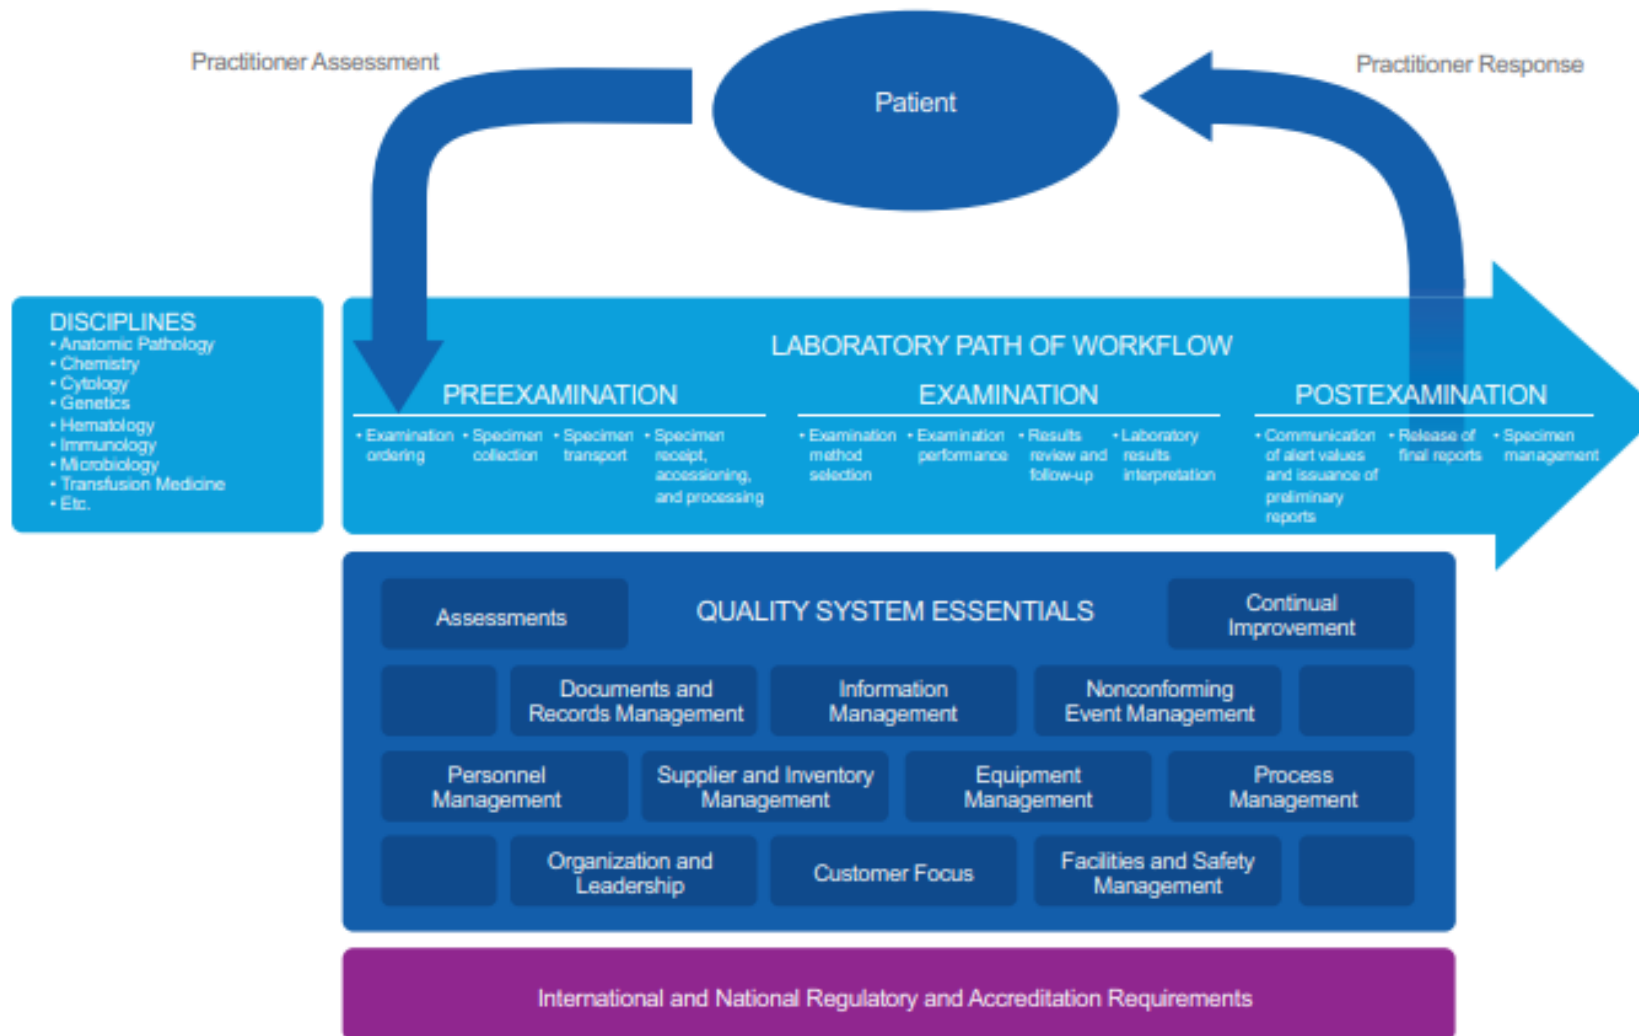 Practitioner Assessment
Patient
Practitioner Response
DISCIPLINES
• Anatomic Pathology
• Chemistry
• Cytology
• Genetics
• Hematology
• Immunology
• Microbiology
• Transfusion Medicine
• Etc.
LABORATORY PATH OF WORKFLOW
PREEXAMINATION
• Examination
ordering
• Specimen
collection
• Specimen
transport
• Specimen
receipt,
accessioning,
and processing
EXAMINATION
• Examination
method
selection
• Examination
performance
• Results
review and
follow-up
• Laboratory
results
interpretation
POSTEXAMINATION
• Communication
of alert values
and issuance of
preliminary
reports
• Release of
final reports
• Specimen
management
QUALITY SYSTEM ESSENTIALS
Assessments
Continual
Improvement
Documents and
Records Management
Information
Management
Nonconforming
Event Management
Personnel
Management
Supplier and Inventory
Management
Equipment
Management
Process
Management
Organization and
Leadership
Customer Focus
Facilities and Safety
Management
International and National Regulatory and Accreditation Requirements